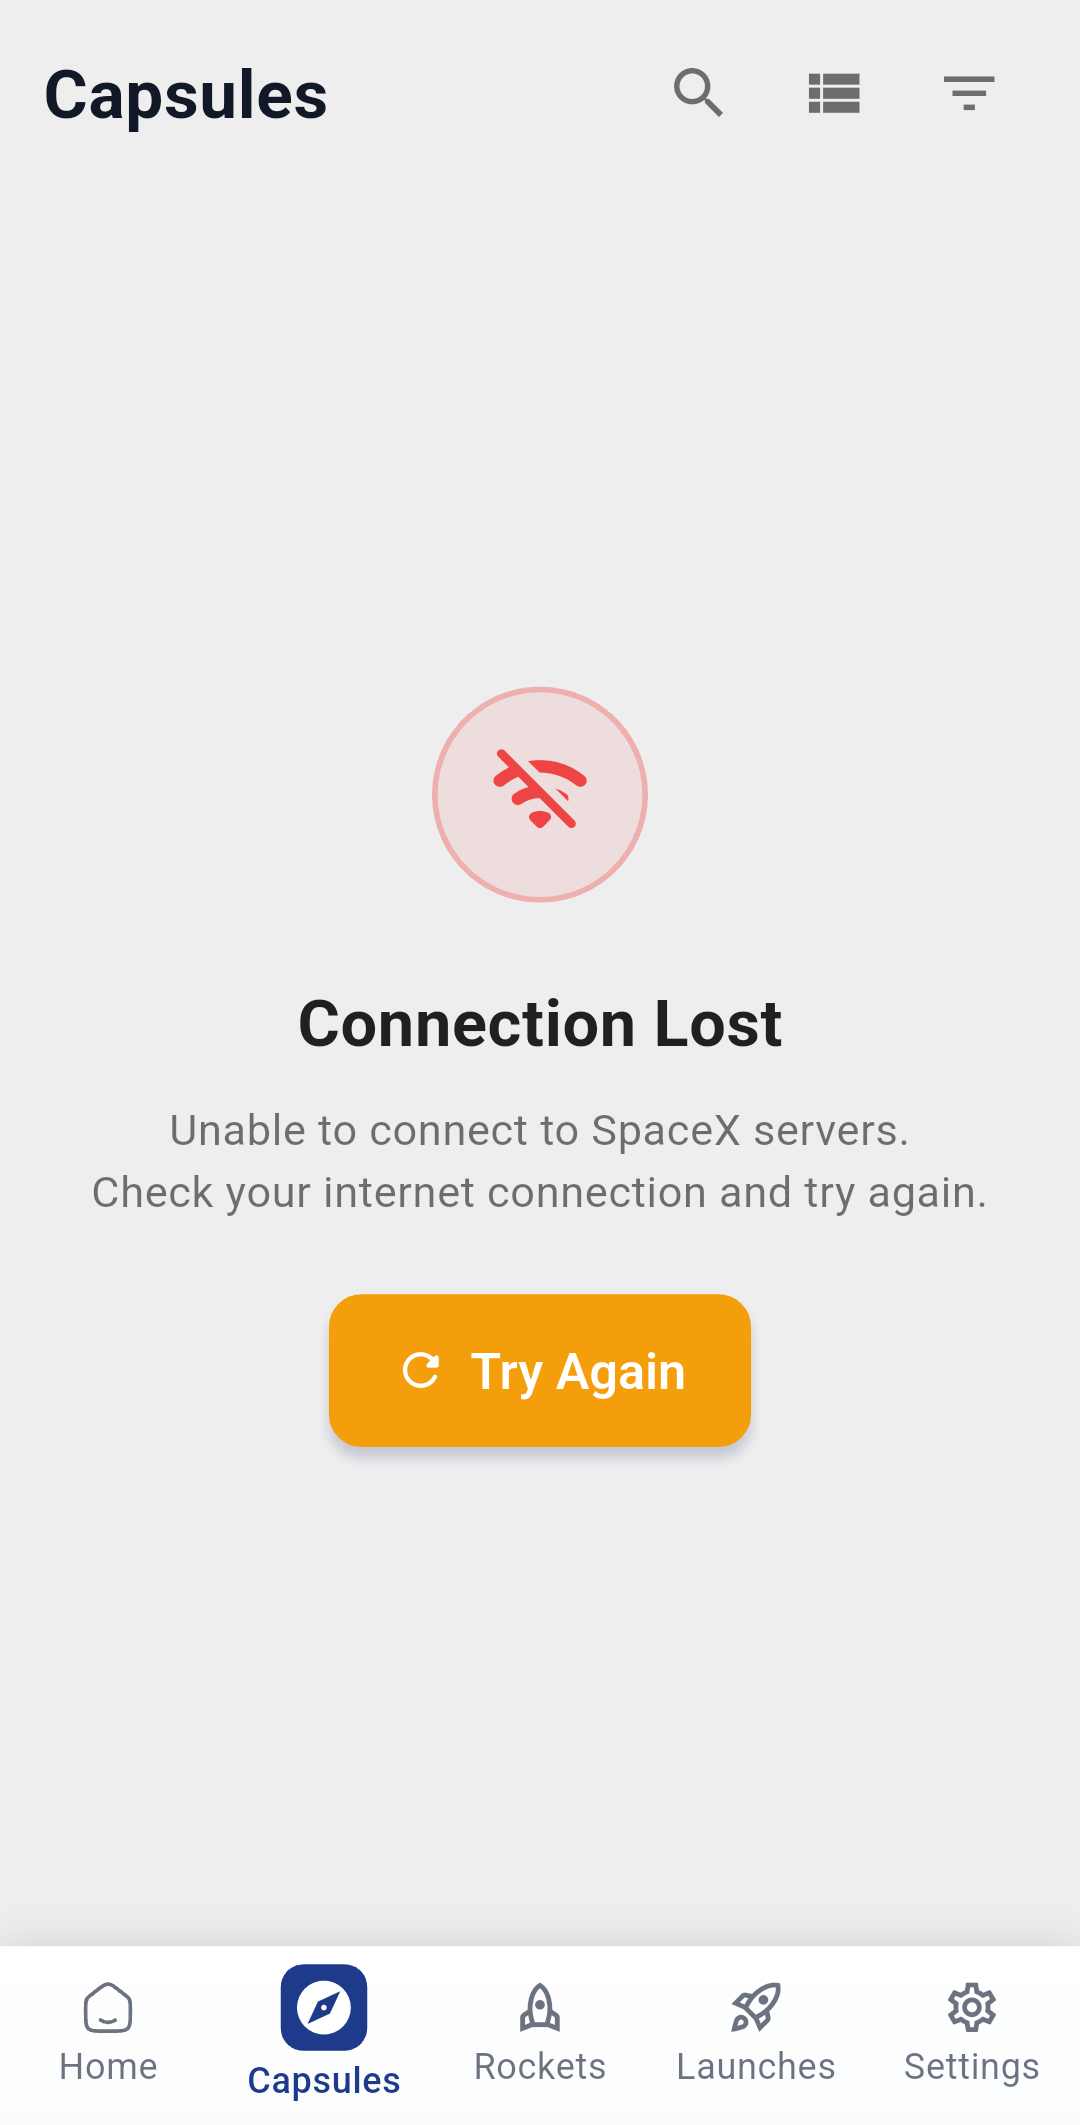 Capsules
Connection Lost
Unable to connect to SpaceX servers.
Check your internet connection and try again.
Try Again
Home
Capsules
Rockets
Launches
Settings